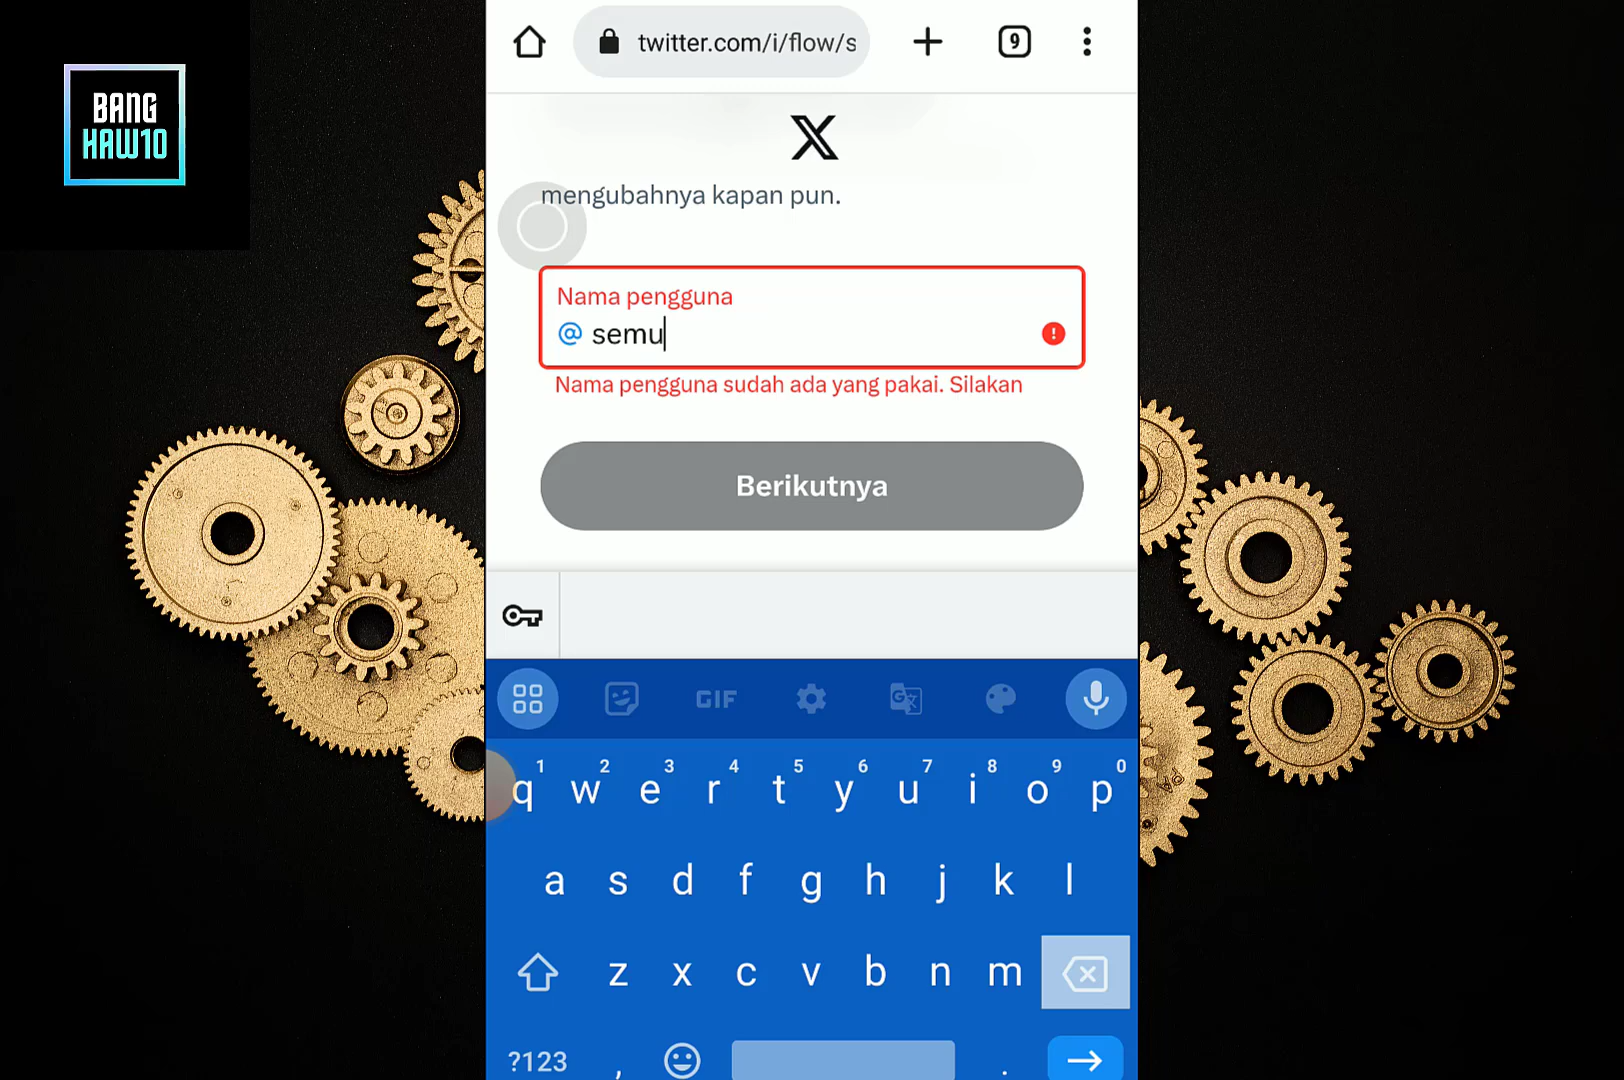 BANG
HAW10
twitter.com/i/flow/s
9
X
mengubahnya kapan pun.
Nama pengguna
@ semu
Nama pengguna sudah ada yang pakai. Silakan
Berikutnya
GIF
1 2 3 4 5 6 7 8 9 0
q w e r t y u i o p
a s d f g h j k l
z x c v b n m
?123 , .